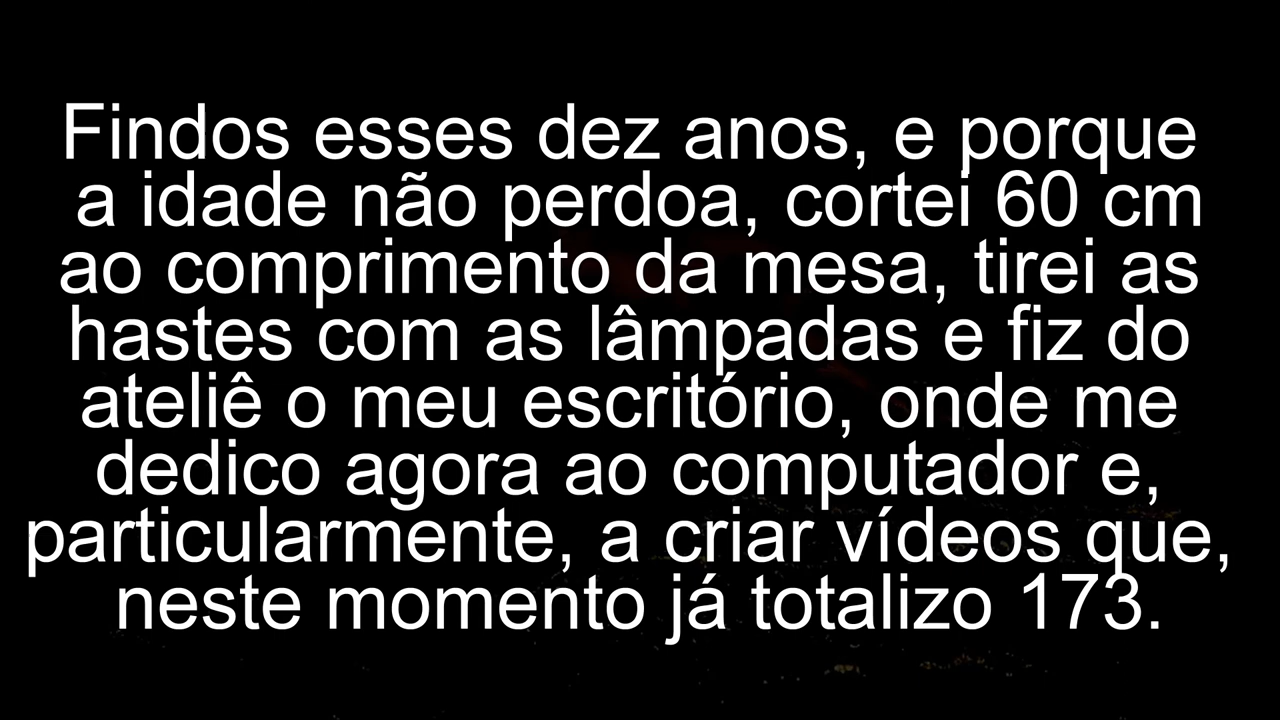 Findos esses dez anos, e porque
a idade não perdoa, cortei 60 cm
ao comprimento da mesa, tirei as
hastes com as lâmpadas e fiz do
ateliê o meu escritório, onde me
dedico agora ao computador e,
particularmente, a criar vídeos que,
neste momento já totalizo 173.